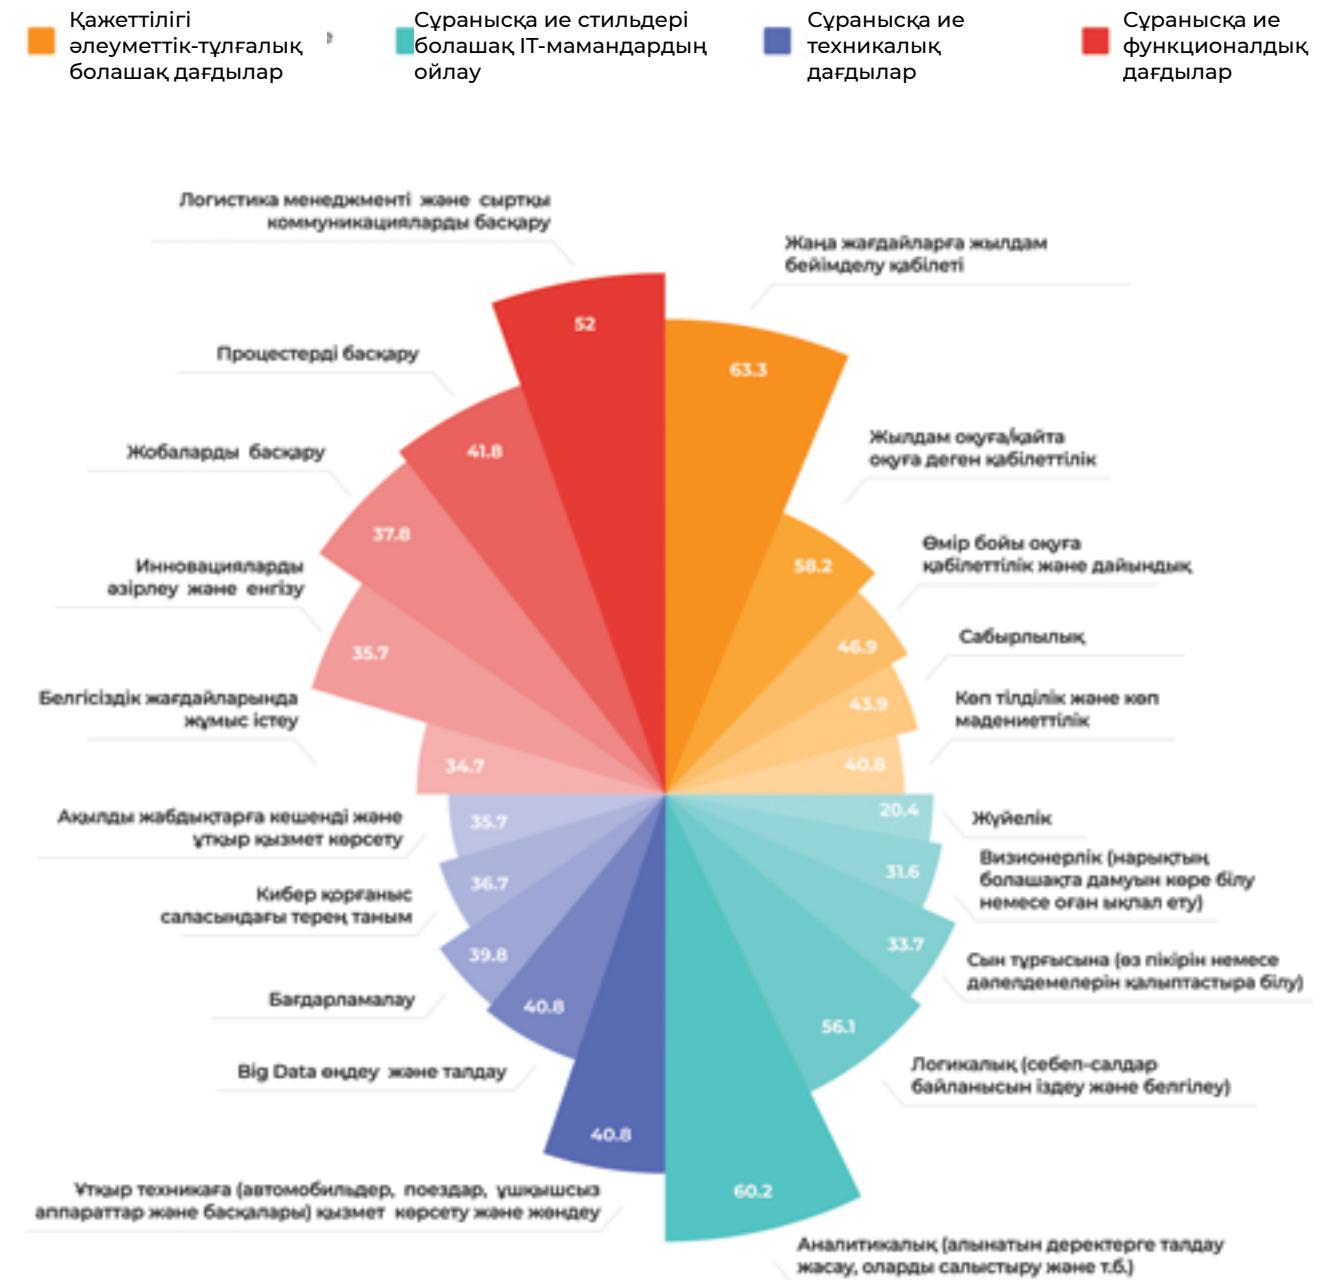 Қажеттілігі
әлеуметтік-тұлғалық
болашақ дағдылар
Сұранысқа ие стильдері
болашақ IT-мамандардың
ойлау
Сұранысқа ие
техникалық
дағдылар
Сұранысқа ие
функционалдық
дағдылар
Логистика менеджменті және сыртқы
коммуникацияларды басқару
52
Жаңа жағдайларға жылдам
бейімделу қабілеті
63.3
Процестерді басқару
41.8
Жылдам оқуға/қайта
оқуға деген қабілеттілік
58.2
Жобаларды басқару
37.8
Өмір бойы оқуға
қабілеттілік және дайындық
46.9
Инновацияларды
әзірлеу және енгізу
35.7
Сабырлылық
43.9
Белгісіздік жағдайларында
жұмыс істеу
34.7
Көп тілділік және көп
мәдениеттілік
40.8
Ақылды жабдықтарға кешенді және
ұтқыр қызмет көрсету
35.7
Жүйелік
20.4
Кибер қорғаныс
саласындағы терең таным
36.7
Визионерлік (нарықтың
болашақта дамуын көре білу
немесе оған ықпал ету)
31.6
Бағдарламалау
39.8
Сын тұрғысына (өз пікірін немесе
дәлелдемелерін қалыптастыра білу)
33.7
Big Data өңдеу және талдау
40.8
Логикалық (себеп-салдар
байланысын іздеу және белгілеу)
56.1
Ұтқыр техникаға (автомобильдер, поездар, ұшқышсыз
аппараттар және басқалары) қызмет көрсету және жөндеу
40.8
Аналитикалық (алынатын деректерге талдау
жасау, оларды салыстыру және т.б.)
60.2